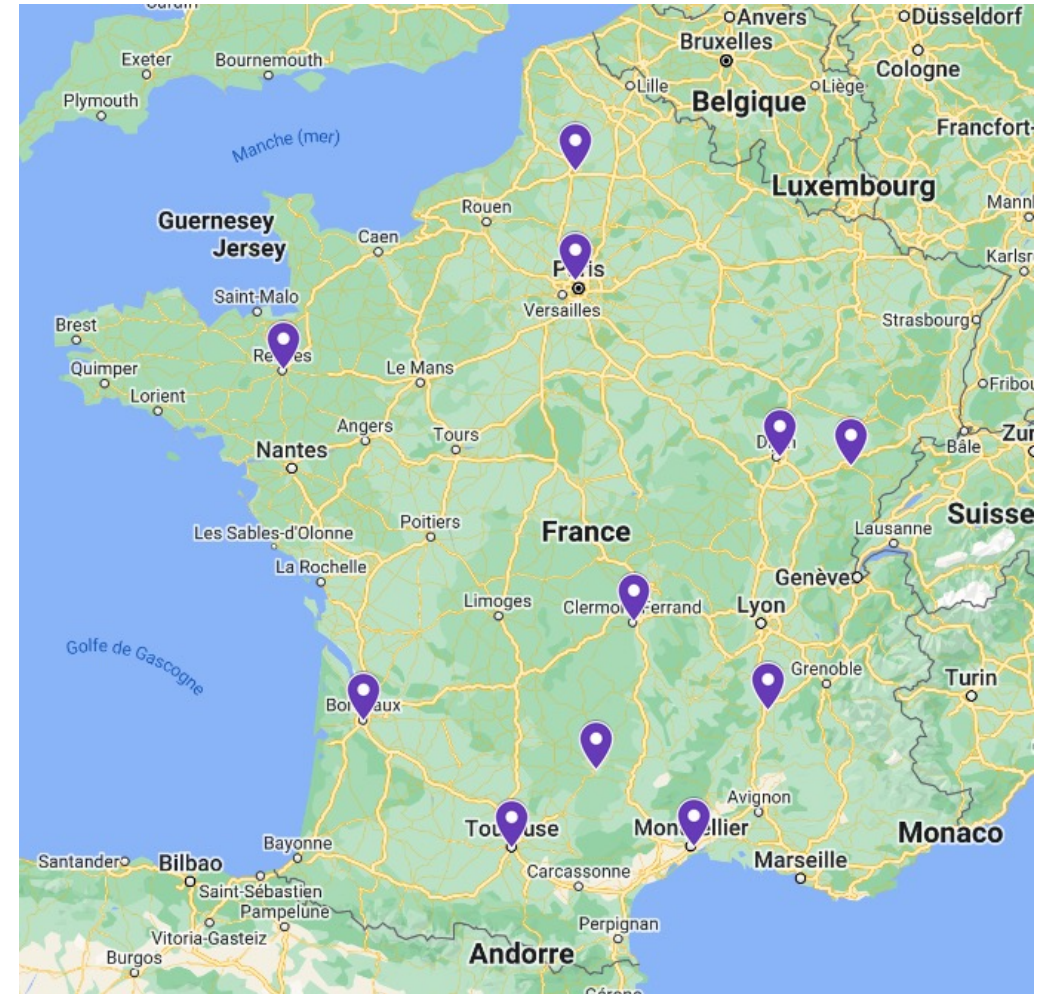 Anvers
Düsseldorf
Bruxelles
Exeter
Bournemouth
Cologne
Lille
Liège
Plymouth
Belgique
Manche (mer)
Francfort-
Luxembourg
Rouen
Mannh
Guernesey
Jersey
Caen
Karlsr
Saint-Malo
Versailles
Brest
Strasbourg
Quimper
Le Mans
Fribou
Lorient
Angers
Tours
Zur
Nantes
Bâle
Les Sables-d'Olonne
Poitiers
France
Lausanne
Suisse
La Rochelle
Genève
Limoges
Lyon
Golfe de Gascogne
Grenoble
Turin
Avignon
Bayonne
Monaco
Santander
Bilbao
Marseille
Carcassonne
Saint-Sébastien
Pampelune
Perpignan
Vitoria-Gasteiz
Andorre
Burgos